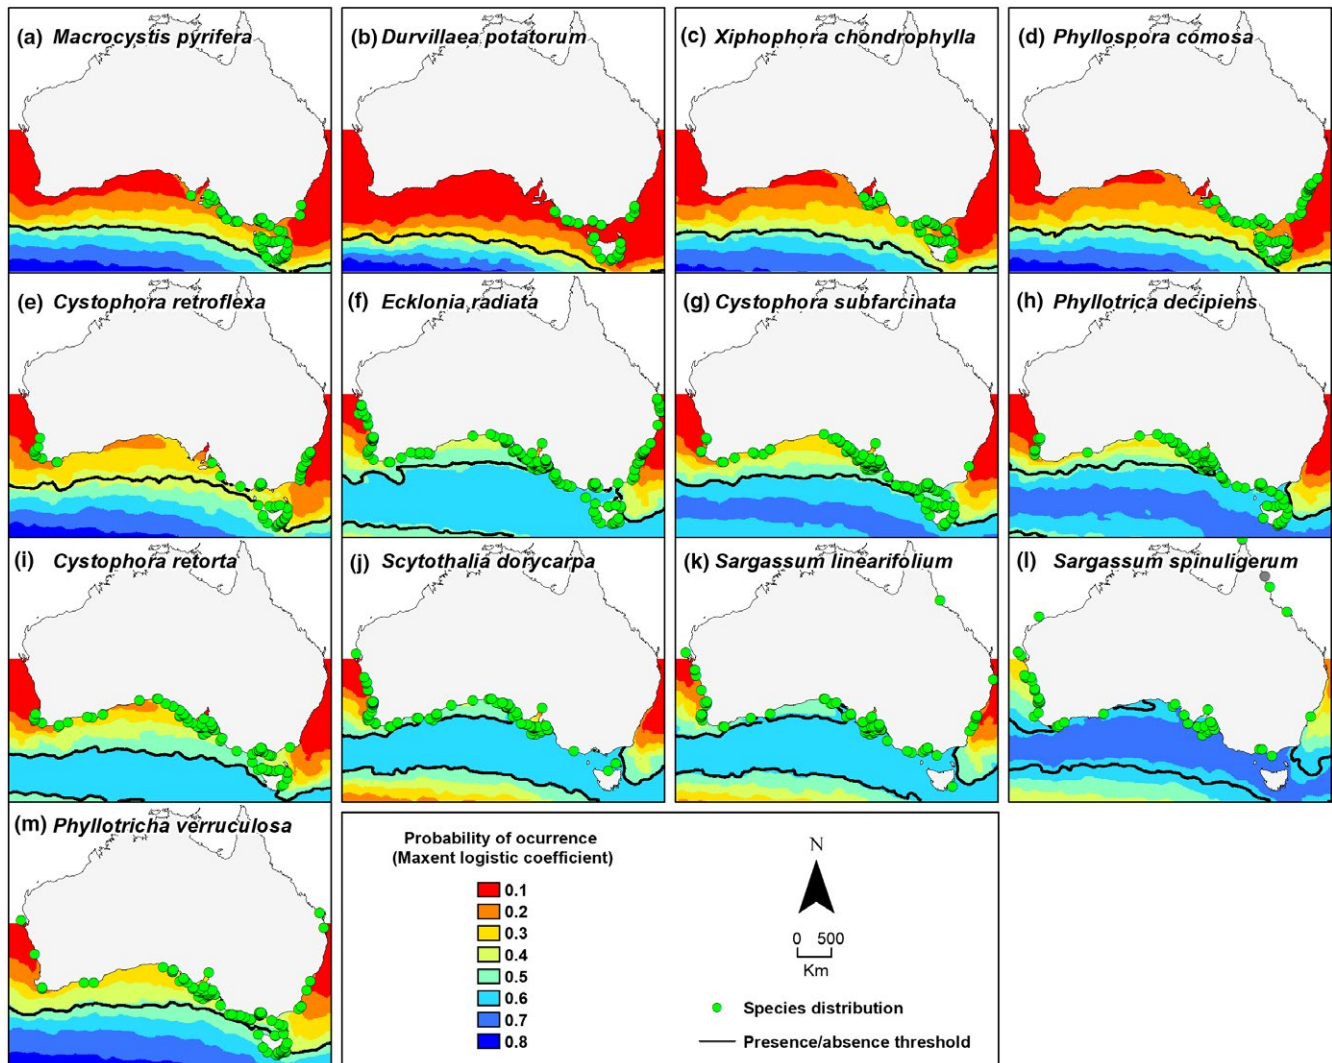 (a) Macrocystis pyrifera
(b) Durvillaea potatorum
(c) Xiphophora chondrophylla
(d) Phyllospora comosa
(e) Cystophora retroflexa
(f) Ecklonia radiata
(g) Cystophora subfarcinata
(h) Phyllotrica decipiens
(i) Cystophora retorta
(j) Scytothalia dorycarpa
(k) Sargassum linearifolium
(l) Sargassum spinuligerum
(m) Phyllotricha verruculosa
Probability of ocurrence
(Maxent logistic coefficient)
0.1
0.2
0.3
0.4
0.5
0.6
0.7
0.8
N
0 500
Km
Species distribution
Presence/absence threshold